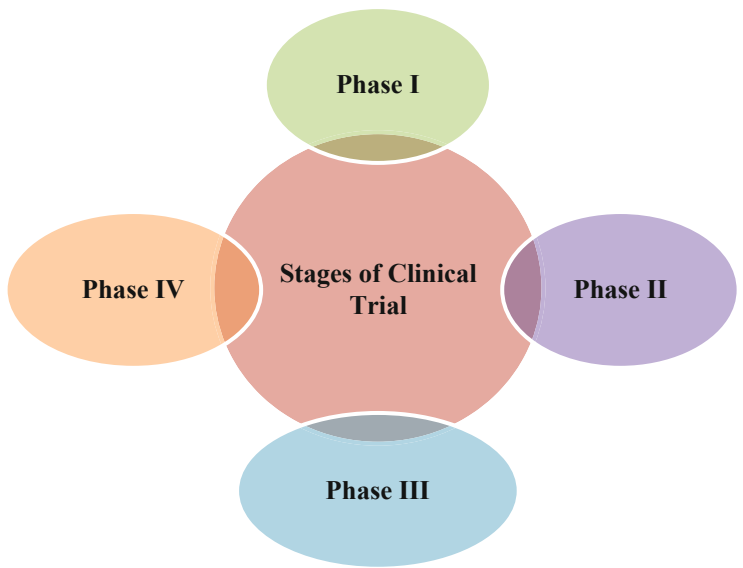 Phase I
Phase IV
Stages of Clinical
Trial
Phase II
Phase III